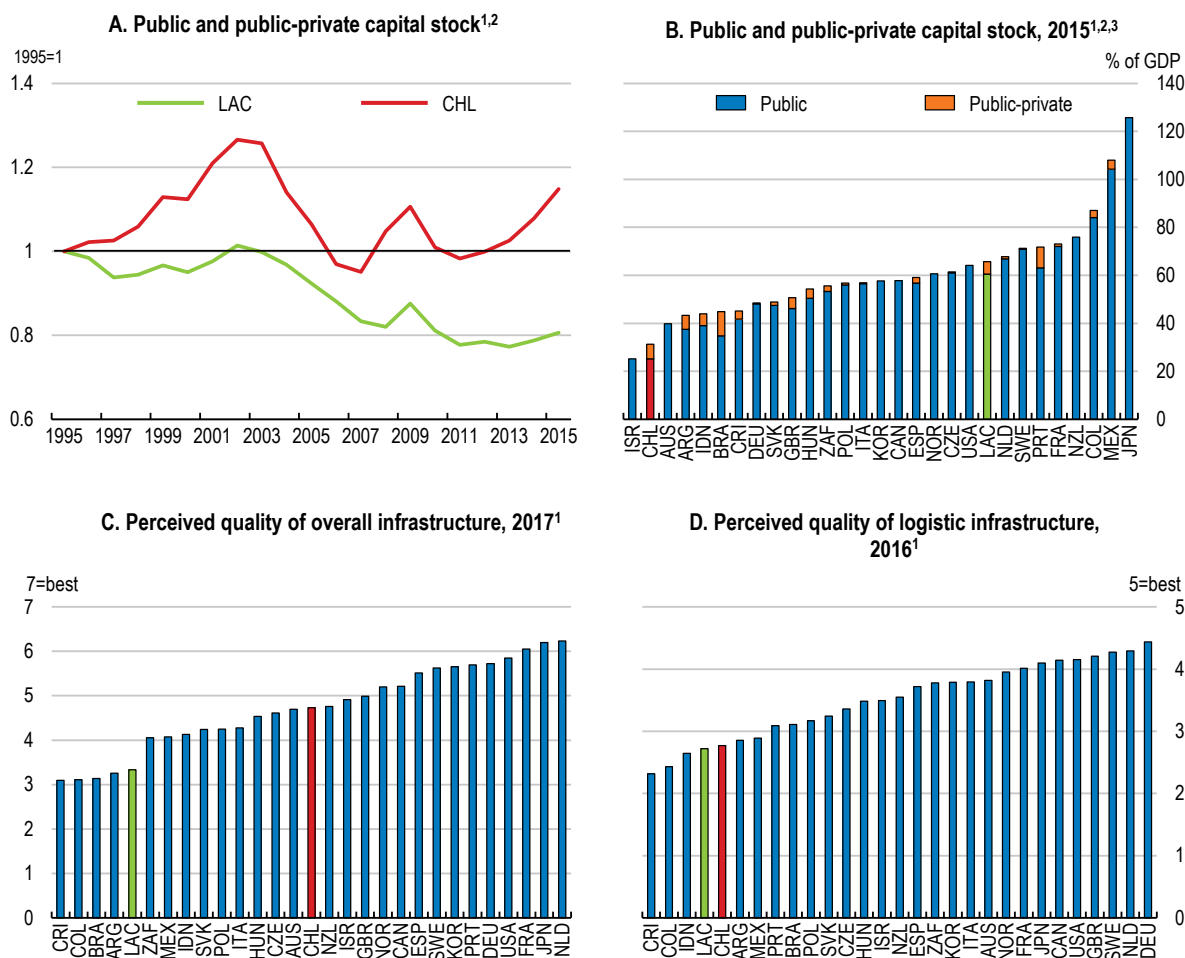 A. Public and public-private capital stock1,2
1995=1
1.4
1.2
1
0.8
0.6
LAC
CHL
1995 1997 1999 2001 2003 2005 2007 2009 2011 2013 2015
B. Public and public-private capital stock, 20151,2,3
% of GDP
140
120
100
80
60
40
20
0
Public
Public-private
ISR CHL AUS ARG IDN BRA CRI DEU SVK GBR HUN ZAF POL ITA KOR CAN ESP NOR CZE USA LAC NLD SWE PRT FRA NZL COL MEX JPN
C. Perceived quality of overall infrastructure, 20171
7=best
7
6
5
4
3
2
1
0
CRI COL BRA ARG LAC ZAF MEX IDN SVK POL ITA HUN CZE AUS CHL NZL ISR GBR NOR CAN ESP SWE KOR PRT DEU USA FRA JPN NLD
D. Perceived quality of logistic infrastructure,
20161
5=best
5
4
3
2
1
0
CRI COL IDN LAC CHL ARG MEX PRT BRA POL SVK CZE HUN ISR NZL ESP ZAF KOR ITA AUS NOR FRA JPN CAN USA GBR SWE NLD DEU